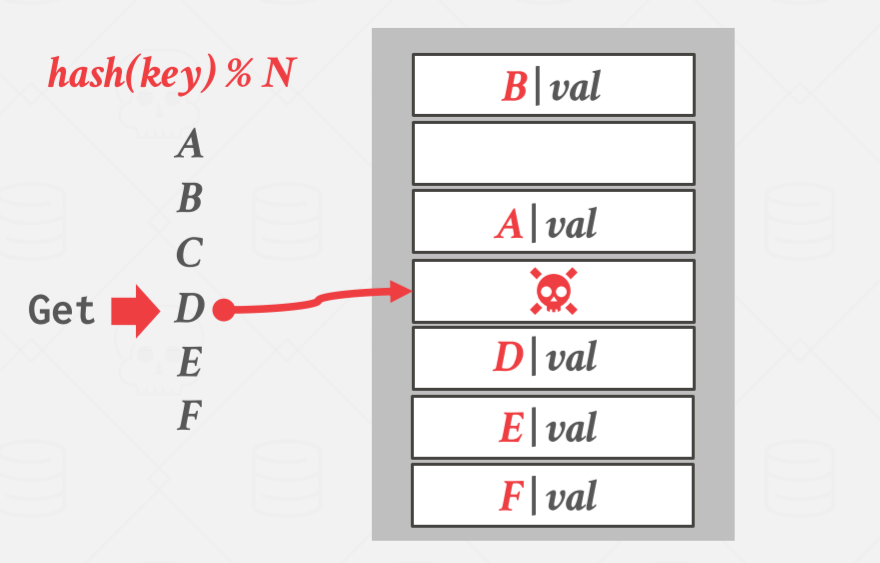 hash(key) % N
A
B
C
Get D
E
F
B|val
A|val
D|val
E|val
F|val